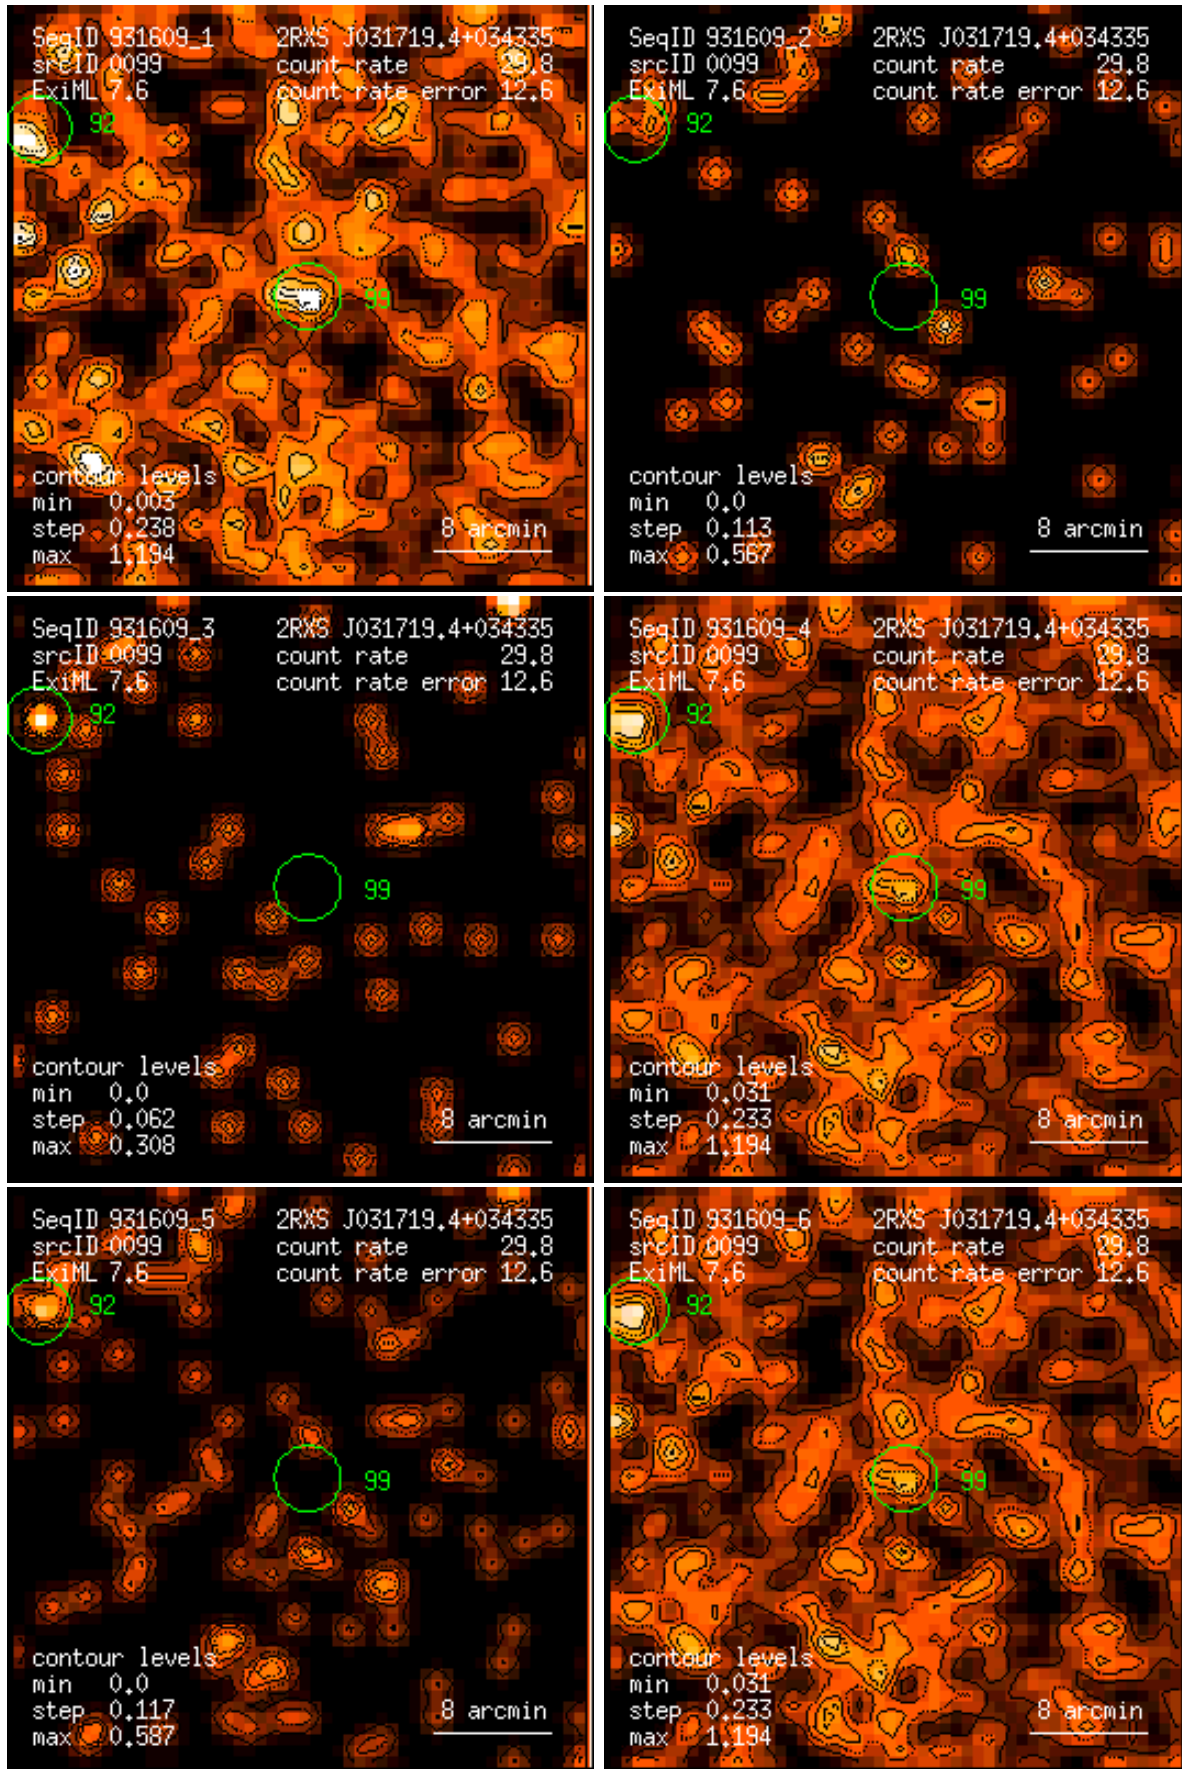 SeqID 931609_1 2RXS J031719.4+034335
srcID 0099 count rate 29.8
ExiML 7.6 count rate error 12.6
92
99
contour levels
min 0.003
step 0.238 8 arcmin
max 1.194
SeqID 931609_2 2RXS J031719.4+034335
srcID 0099 count rate 29.8
ExiML 7.6 count rate error 12.6
92
99
contour levels
min 0.0
step 0.113 8 arcmin
max 0.567
SeqID 931609_3 2RXS J031719.4+034335
srcID 0099 count rate 29.8
ExiML 7.6 count rate error 12.6
92
99
contour levels
min 0.0
step 0.062 8 arcmin
max 0.308
SeqID 931609_4 2RXS J031719.4+034335
srcID 0099 count rate 29.8
ExiML 7.6 count rate error 12.6
92
99
contour levels
min 0.031
step 0.233 8 arcmin
max 1.194
SeqID 931609_5 2RXS J031719.4+034335
srcID 0099 count rate 29.8
ExiML 7.6 count rate error 12.6
92
99
contour levels
min 0.0
step 0.117 8 arcmin
max 0.587
SeqID 931609_6 2RXS J031719.4+034335
srcID 0099 count rate 29.8
ExiML 7.6 count rate error 12.6
92
99
contour levels
min 0.031
step 0.233 8 arcmin
max 1.194